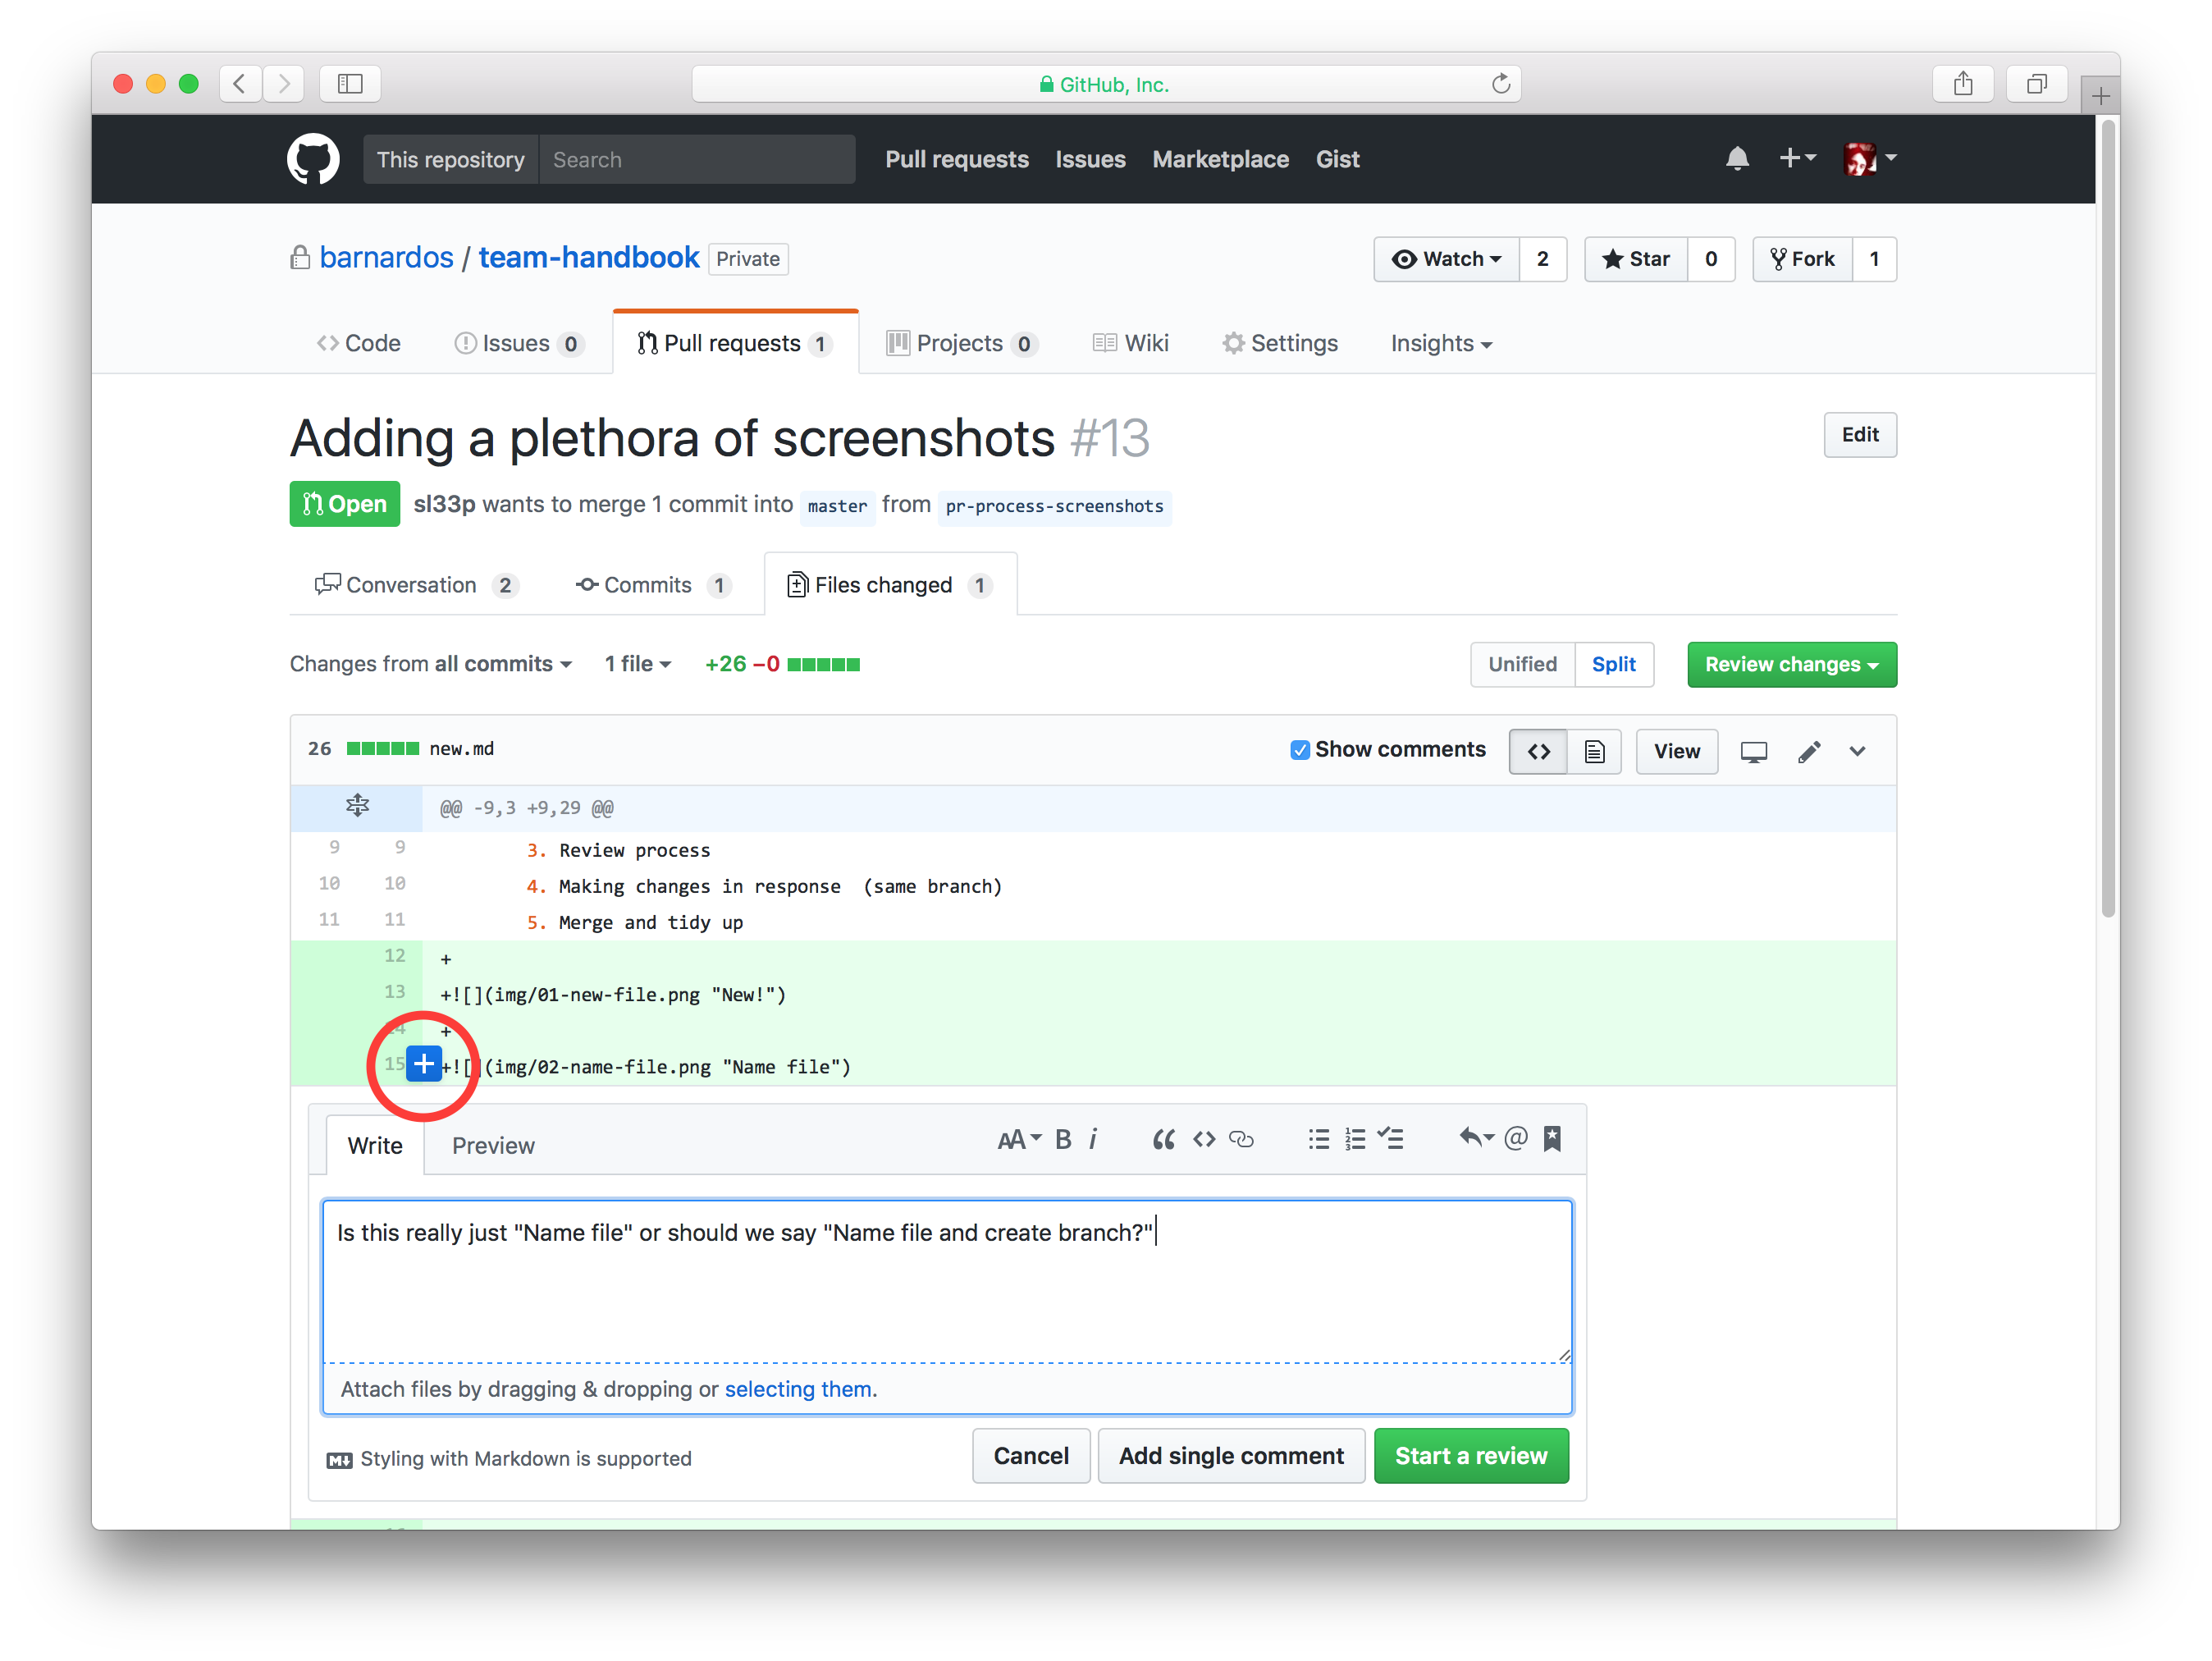 GitHub, Inc.
This repository Search Pull requests Issues Marketplace Gist
barnardos / team-handbook Private Watch 2 Star 0 Fork 1
Code Issues 0 Pull requests 1 Projects 0 Wiki Settings Insights
Adding a plethora of screenshots #13 Edit
Open sl33p wants to merge 1 commit into master from pr-process-screenshots
Conversation 2 Commits 1 Files changed 1
Changes from all commits 1 file +26 −0 Unified Split Review changes
26 new.md Show comments View
@@ -9,3 +9,29 @@
9 9 3. Review process
10 10 4. Making changes in response (same branch)
11 11 5. Merge and tidy up
12 +
13 +![](img/01-new-file.png "New!")
14 +
15 +![](img/02-name-file.png "Name file")
Write Preview AA B i
Is this really just "Name file" or should we say "Name file and create branch?"
Attach files by dragging & dropping or selecting them.
Styling with Markdown is supported Cancel Add single comment Start a review